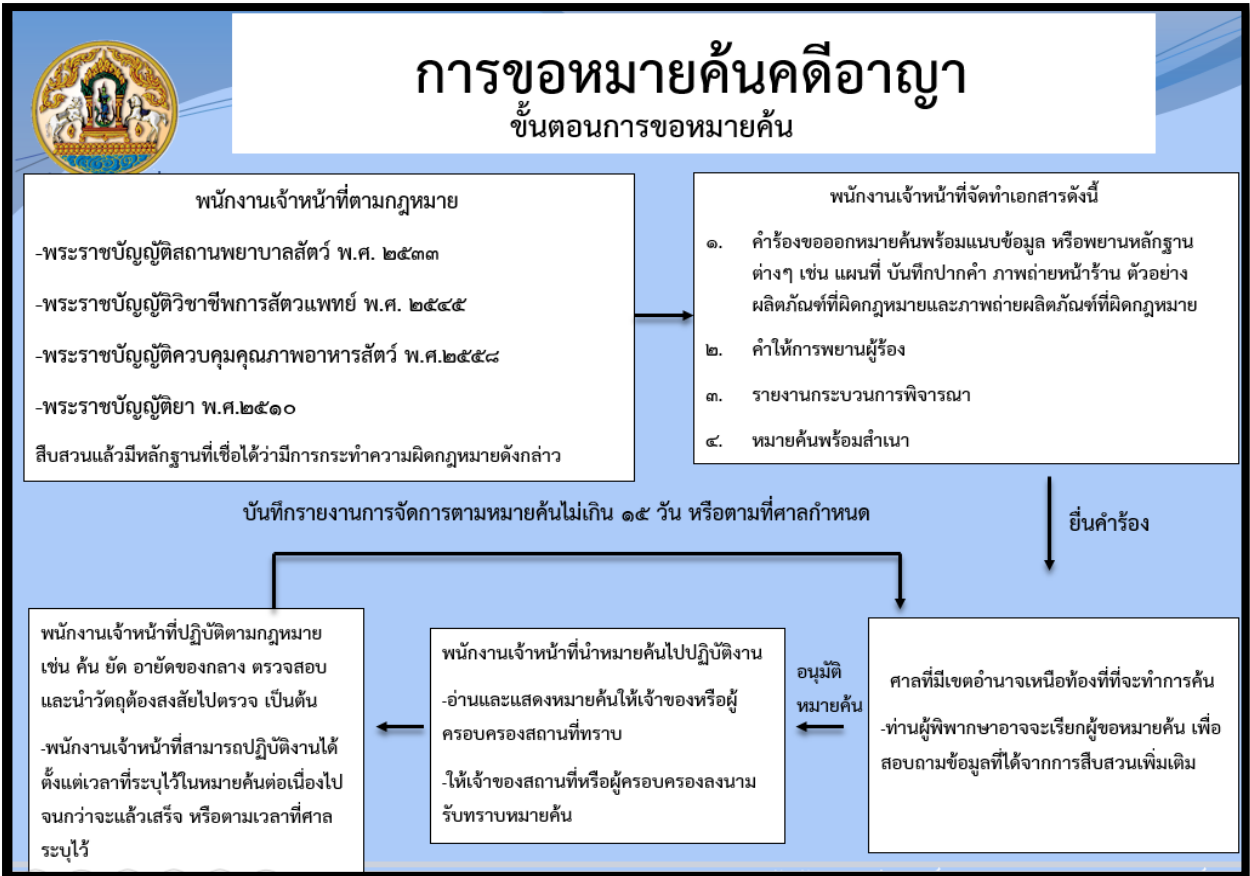 การขอหมายค้นคดีอาญา
ขั้นตอนการขอหมายค้น
พนักงานเจ้าหน้าที่ตามกฎหมาย
-พระราชบัญญัติสถานพยาบาลสัตว์ พ.ศ. ๒๕๓๓
-พระราชบัญญัติวิชาชีพการสัตวแพทย์ พ.ศ. ๒๕๔๕
-พระราชบัญญัติควบคุมคุณภาพอาหารสัตว์ พ.ศ.๒๕๕๘
-พระราชบัญญัติยา พ.ศ.๒๕๑๐
สืบสวนแล้วมีหลักฐานที่เชื่อได้ว่ามีการกระทำความผิดกฎหมายดังกล่าว
พนักงานเจ้าหน้าที่จัดทำเอกสารดังนี้
๑. คำร้องขอออกหมายค้นพร้อมแนบข้อมูล หรือพยานหลักฐาน
ต่างๆ เช่น แผนที่ บันทึกปากคำ ภาพถ่ายหน้าร้าน ตัวอย่าง
ผลิตภัณฑ์ที่ผิดกฎหมายและภาพถ่ายผลิตภัณฑ์ที่ผิดกฎหมาย
๒. คำให้การพยานผู้ร้อง
๓. รายงานกระบวนการพิจารณา
๔. หมายค้นพร้อมสำเนา
บันทึกรายงานการจัดการตามหมายค้นไม่เกิน ๑๕ วัน หรือตามที่ศาลกำหนด
ยื่นคำร้อง
พนักงานเจ้าหน้าที่ปฏิบัติตามกฎหมาย
เช่น ค้น ยัด อายัดของกลาง ตรวจสอบ
และนำวัตถุต้องสงสัยไปตรวจ เป็นต้น
-พนักงานเจ้าหน้าที่สามารถปฏิบัติงานได้
ตั้งแต่เวลาที่ระบุไว้ในหมายค้นต่อเนื่องไป
จนกว่าจะแล้วเสร็จ หรือตามเวลาที่ศาล
ระบุไว้
พนักงานเจ้าหน้าที่นำหมายค้นไปปฏิบัติงาน
-อ่านและแสดงหมายค้นให้เจ้าของหรือผู้
ครอบครองสถานที่ทราบ
-ให้เจ้าของสถานที่หรือผู้ครอบครองลงนาม
รับทราบหมายค้น
อนุมัติ
หมายค้น
ศาลที่มีเขตอำนาจเหนือท้องที่ที่จะทำการค้น
-ท่านผู้พิพากษาอาจจะเรียกผู้ขอหมายค้น เพื่อ
สอบถามข้อมูลที่ได้จากการสืบสวนเพิ่มเติม